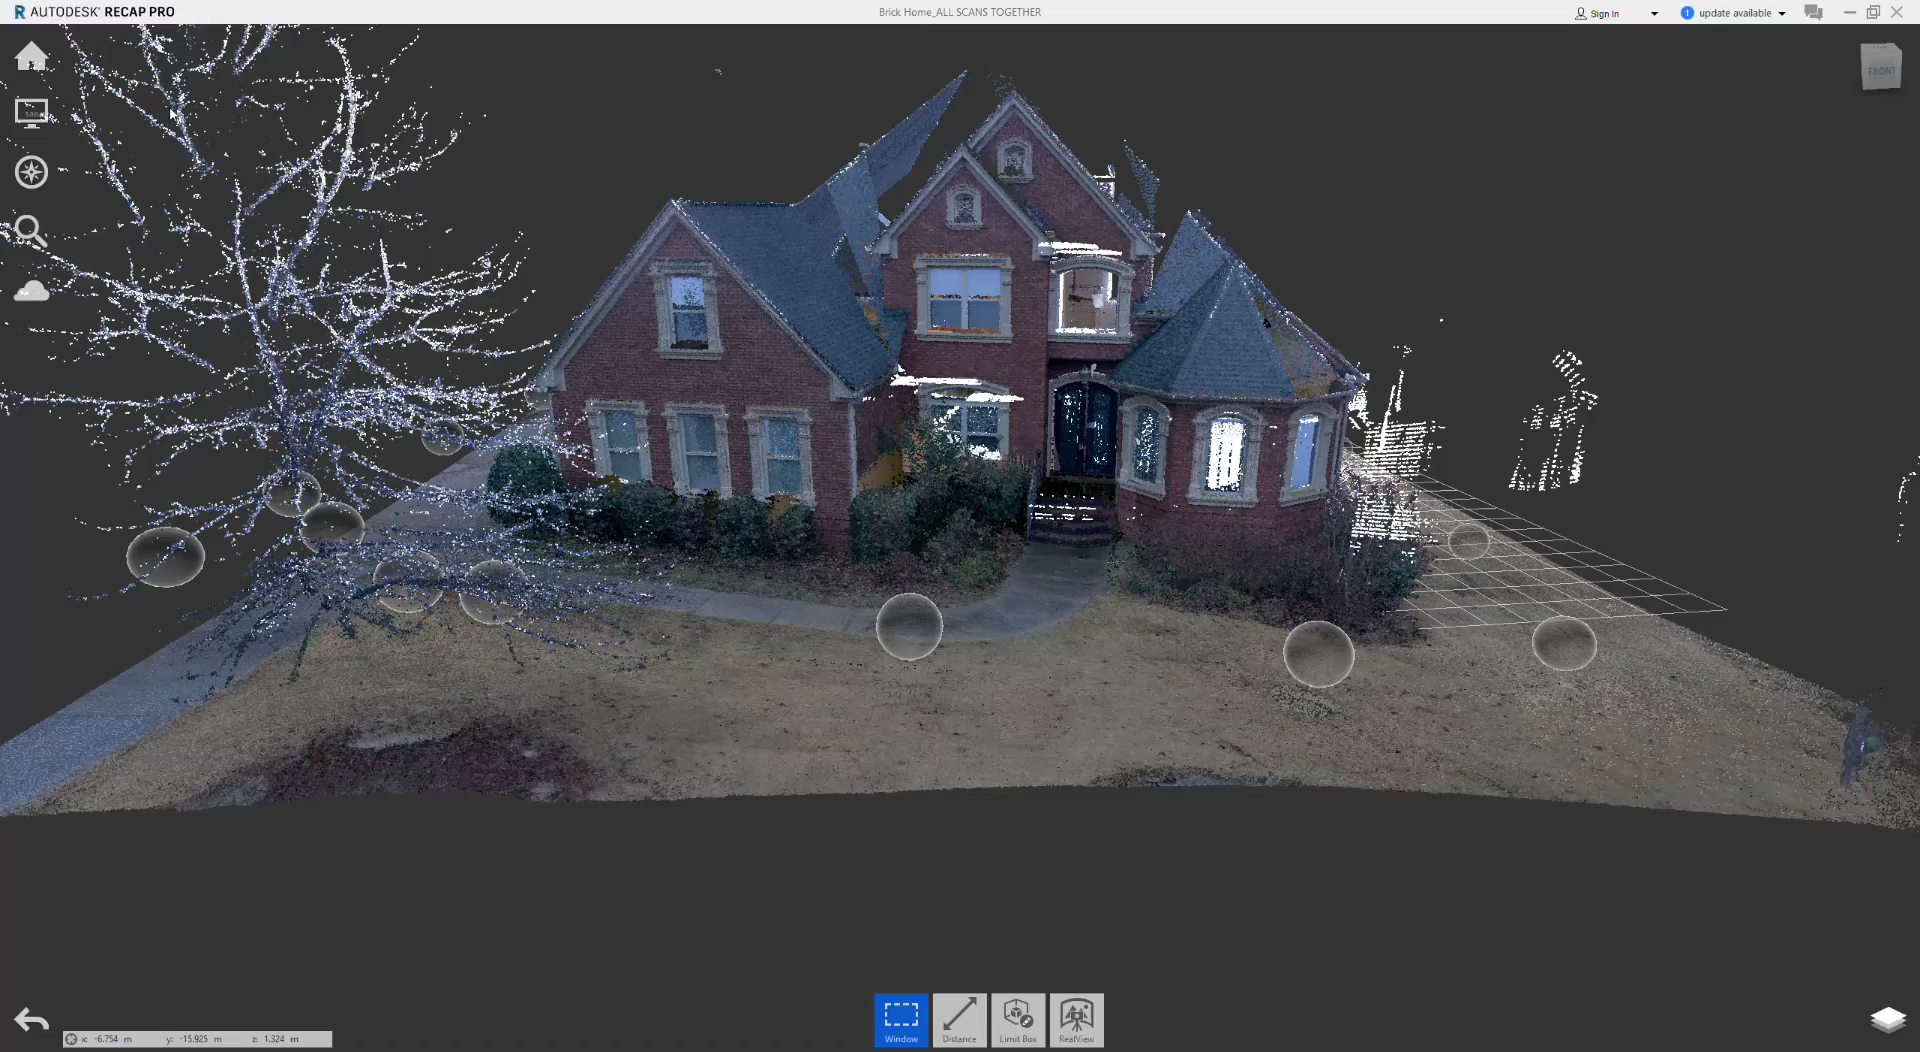 R AUTODESK® RECAP PRO
Brick Home_ALL SCANS TOGETHER
Sign In
update available
FRONT
x: -6.754 m y: -15.925 m z: 1.324 m
Window
Distance
Limit Box
RealView